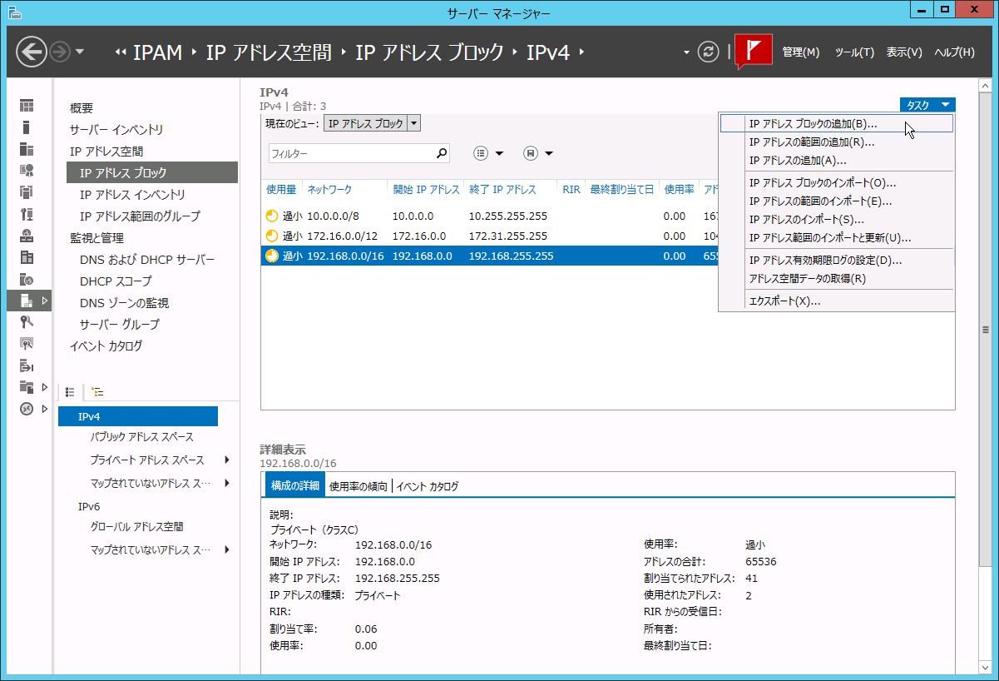 サーバー マネージャー
IPAM IP アドレス空間 IP アドレス ブロック IPv4
管理(M) ツール(T) 表示(V) ヘルプ(H)
概要
サーバー インベントリ
IP アドレス空間
IP アドレス ブロック
IP アドレス インベントリ
IP アドレス範囲のグループ
監視と管理
DNS および DHCP サーバー
DHCP スコープ
DNS ゾーンの監視
サーバー グループ
イベント カタログ
IPv4
パブリック アドレス スペース
プライベート アドレス スペース
マップされていないアドレス ス…
IPv6
グローバル アドレス空間
マップされていないアドレス ス…
IPv4
IPv4 | 合計: 3
タスク
現在のビュー: IP アドレス ブロック
フィルター
使用量 ネットワーク 開始 IP アドレス 終了 IP アドレス RIR 最終割り当て日 使用率 アド
過小 10.0.0.0/8 10.0.0.0 10.255.255.255 0.00 167
過小 172.16.0.0/12 172.16.0.0 172.31.255.255 0.00 104
過小 192.168.0.0/16 192.168.0.0 192.168.255.255 0.00 655
IP アドレス ブロックの追加(B)...
IP アドレスの範囲の追加(R)...
IP アドレスの追加(A)...
IP アドレス ブロックのインポート(O)...
IP アドレスの範囲のインポート(E)...
IP アドレスのインポート(S)...
IP アドレス範囲のインポートと更新(U)...
IP アドレス有効期限ログの設定(D)...
アドレス空間データの取得(R)
エクスポート(X)...
詳細表示
192.168.0.0/16
構成の詳細 使用率の傾向 イベント カタログ
説明:
プライベート（クラスC）
ネットワーク: 192.168.0.0/16
開始 IP アドレス: 192.168.0.0
終了 IP アドレス: 192.168.255.255
IP アドレスの種類: プライベート
RIR:
割り当て率: 0.06
使用率: 0.00
使用率: 過小
アドレスの合計: 65536
割り当てられたアドレス: 41
使用されたアドレス: 2
RIR からの受信日:
所有者:
最終割り当て日: